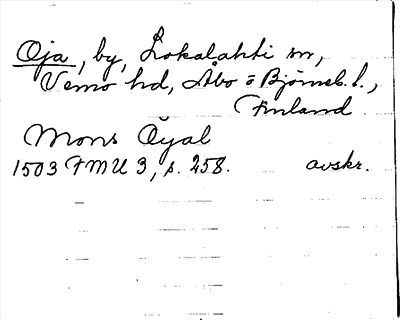 Oja, by, Lokalahti sn,
Vemo hd, Åbo o Björneb. l.,
Finland
Mons Öyal
1503 FMU 3, s. 258. avskr.